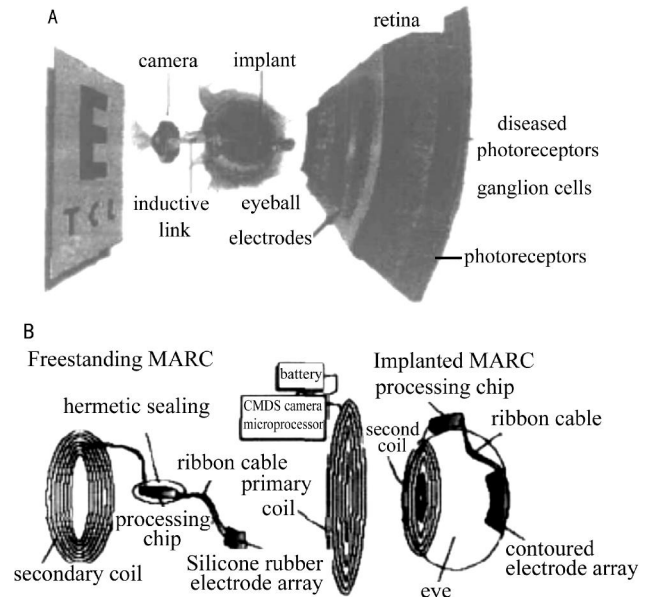 A
retina
camera
implant
E
T C L
inductive
link
eyeball
electrodes
diseased
photoreceptors
ganglion cells
photoreceptors
B
Freestanding MARC
hermetic sealing
ribbon cable
processing
chip
secondary coil
Silicone rubber
electrode array
battery
CMDS camera
microprocessor
primary
coil
Implanted MARC
processing chip
second
coil
ribbon cable
contoured
electrode array
eye